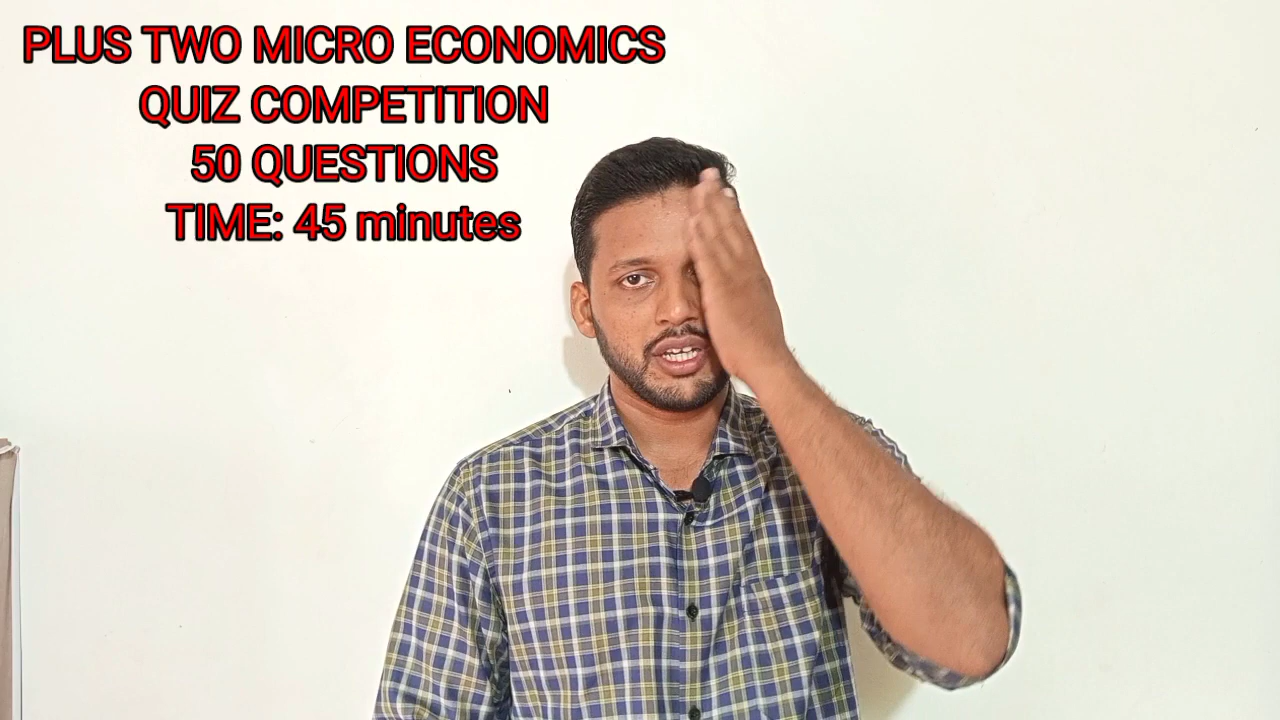 PLUS TWO MICRO ECONOMICS
QUIZ COMPETITION
50 QUESTIONS
TIME: 45 minutes